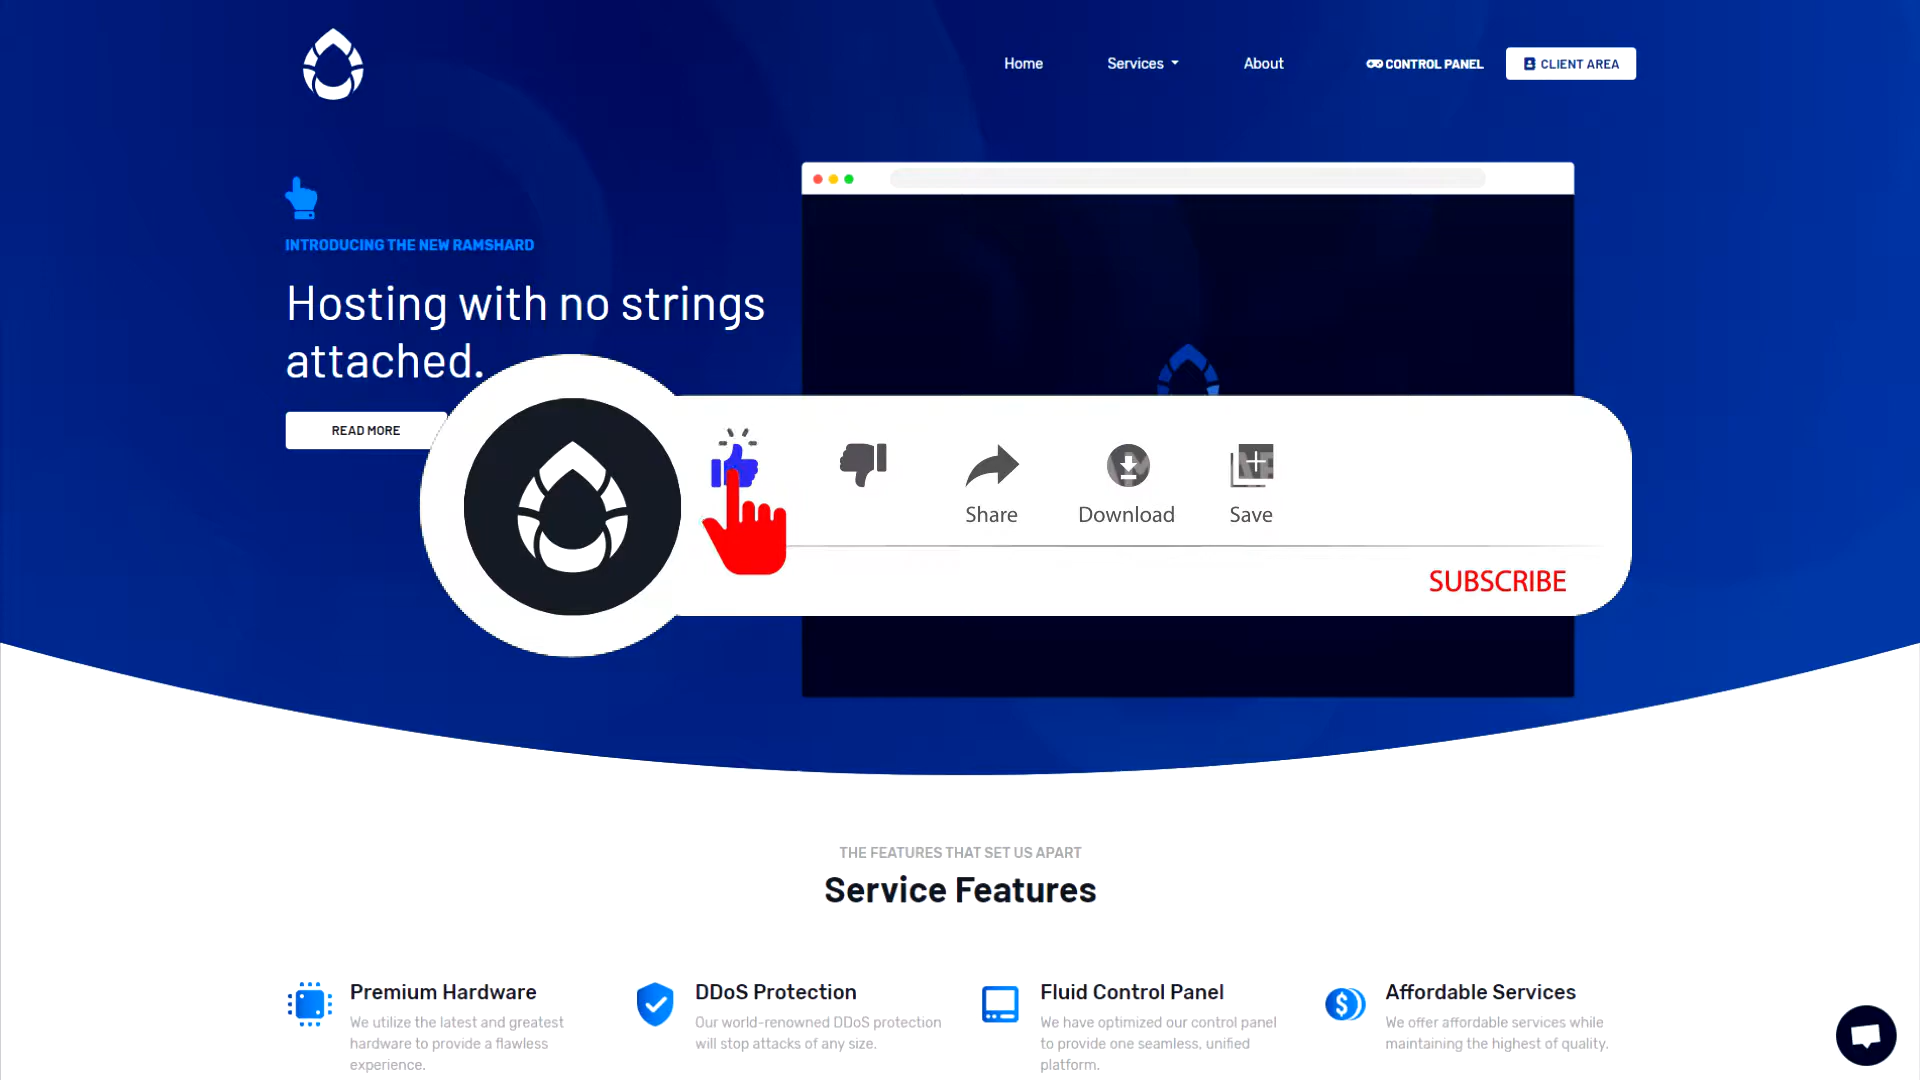 Home
Services
About
CONTROL PANEL
CLIENT AREA
INTRODUCING THE NEW RAMSHARD
Hosting with no strings
attached.
READ MORE
Share
Download
Save
SUBSCRIBE
THE FEATURES THAT SET US APART
Service Features
Premium Hardware
We utilize the latest and greatest
hardware to provide a flawless
experience.
DDoS Protection
Our world-renowned DDoS protection
will stop attacks of any size.
Fluid Control Panel
We have optimized our control panel
to provide one seamless, unified
platform.
Affordable Services
We offer affordable services while
maintaining the highest of quality.